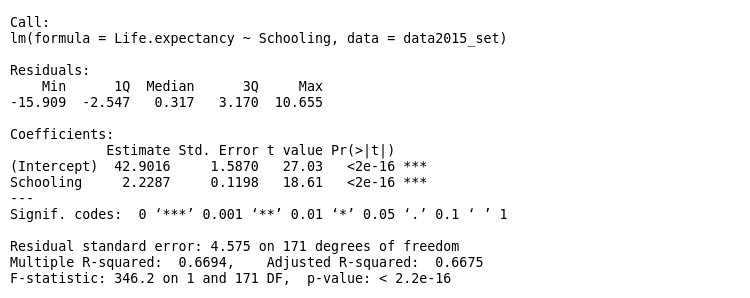 Call:
lm(formula = Life.expectancy ~ Schooling, data = data2015_set)
Residuals:
    Min      1Q  Median      3Q     Max
-15.909  -2.547   0.317   3.170  10.655
Coefficients:
            Estimate Std. Error t value Pr(>|t|)
(Intercept)  42.9016     1.5870   27.03   <2e-16 ***
Schooling     2.2287     0.1198   18.61   <2e-16 ***
---
Signif. codes:  0 ‘***’ 0.001 ‘**’ 0.01 ‘*’ 0.05 ‘.’ 0.1 ‘ ’ 1
Residual standard error: 4.575 on 171 degrees of freedom
Multiple R-squared:  0.6694,    Adjusted R-squared:  0.6675
F-statistic: 346.2 on 1 and 171 DF,  p-value: < 2.2e-16